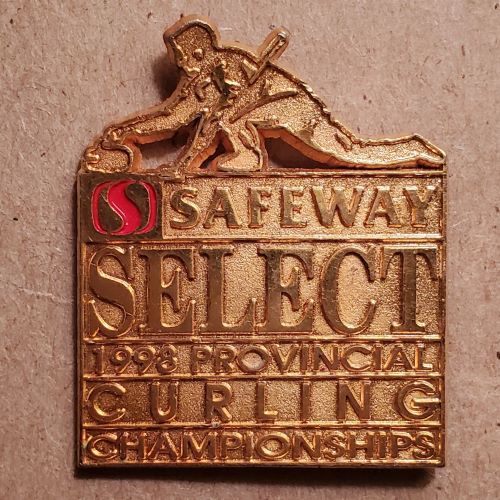 S SAFEWAY
SELECT
1998 PROVINCIAL
CURLING
CHAMPIONSHIPS